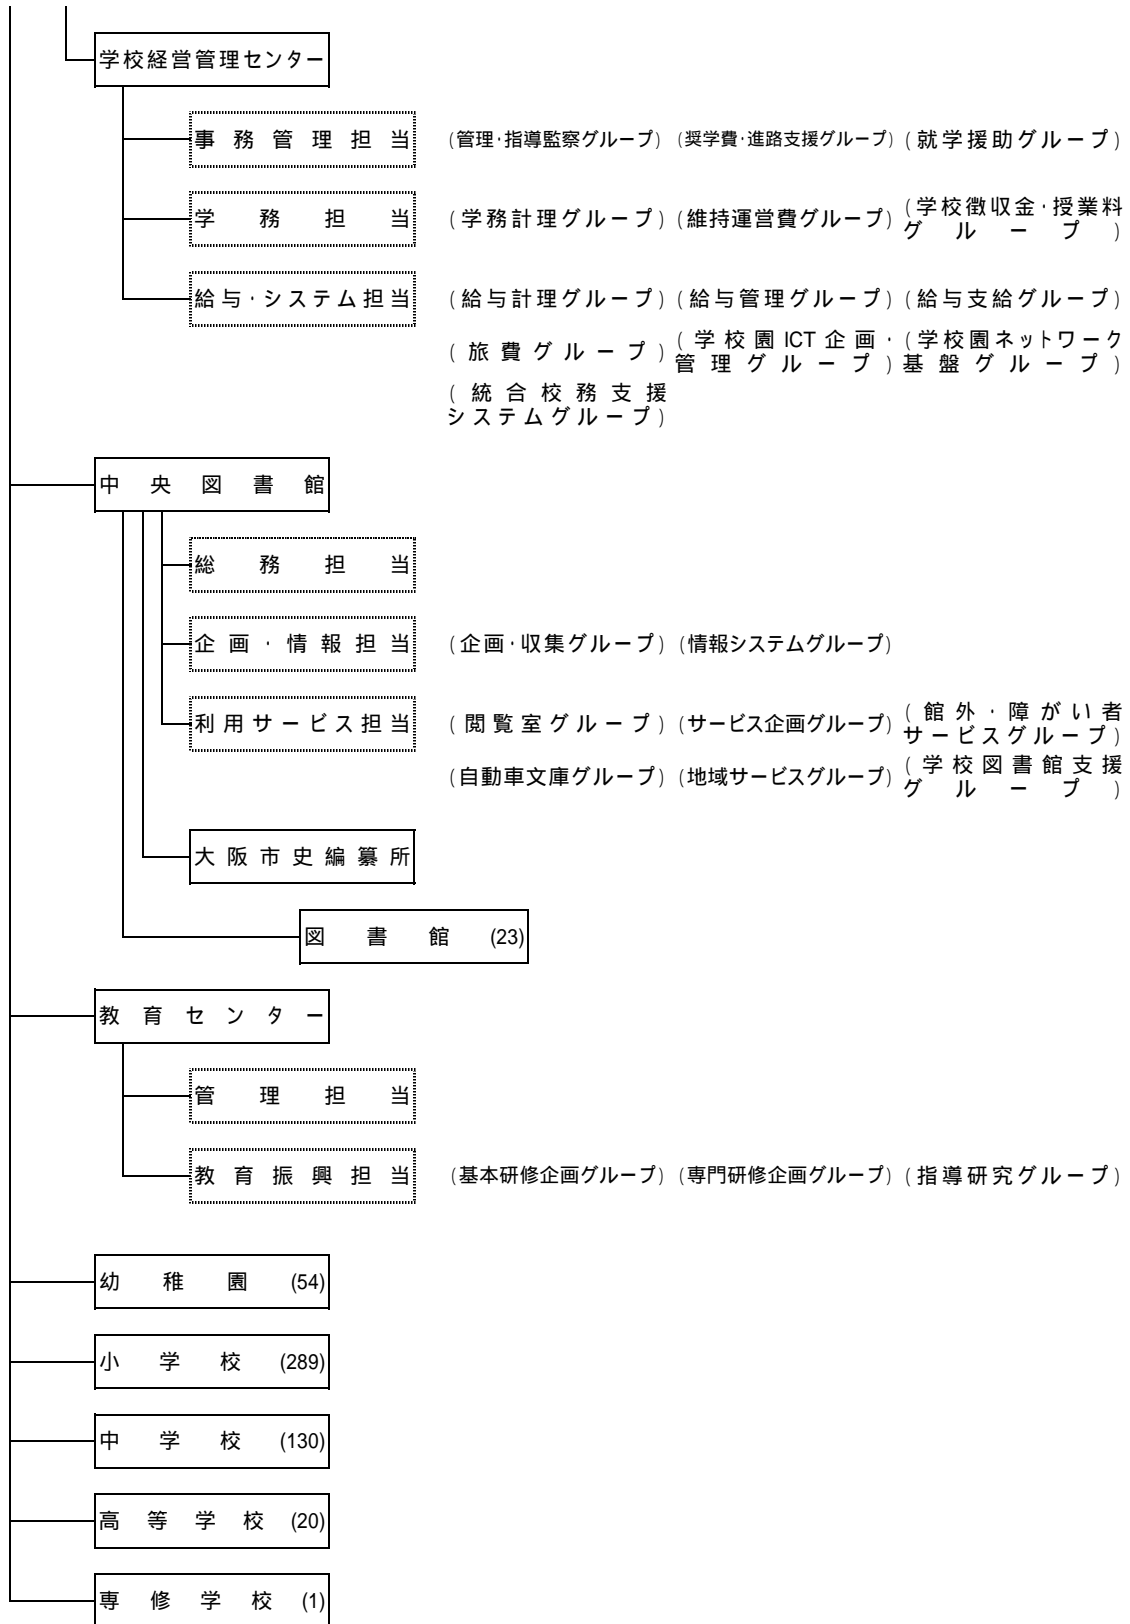 学校経営管理センター
事務管理担当 (管理・指導監察グループ) (奨学費・進路支援グループ) (就学援助グループ)
学務担当 (学務計理グループ) (維持運営費グループ) (学校徴収金・授業料
グループ)
給与・システム担当 (給与計理グループ) (給与管理グループ) (給与支給グループ)
(旅費グループ) (学校園ICT企画・ (学校園ネットワーク
管理グループ) 基盤グループ)
(統合校務支援
システムグループ)
中央図書館
総務担当
企画・情報担当 (企画・収集グループ) (情報システムグループ)
利用サービス担当 (閲覧室グループ) (サービス企画グループ) (館外・障がい者
サービスグループ)
(自動車文庫グループ) (地域サービスグループ) (学校図書館支援
グループ)
大阪市史編纂所
図書館 (23)
教育センター
管理担当
教育振興担当 (基本研修企画グループ) (専門研修企画グループ) (指導研究グループ)
幼稚園 (54)
小学校 (289)
中学校 (130)
高等学校 (20)
専修学校 (1)